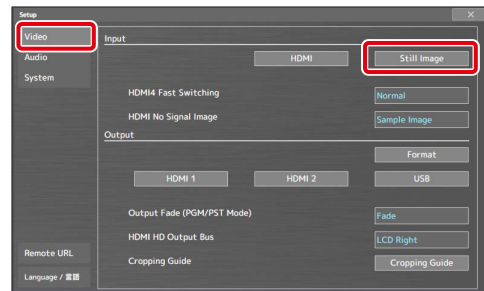 Setup
Video
Audio
System
Remote URL
Language / 言語
Input
HDMI
Still Image
HDMI4 Fast Switching
Normal
HDMI No Signal Image
Sample Image
Output
Format
HDMI 1
HDMI 2
USB
Output Fade (PGM/PST Mode)
Fade
HDMI HD Output Bus
LCD Right
Cropping Guide
Cropping Guide